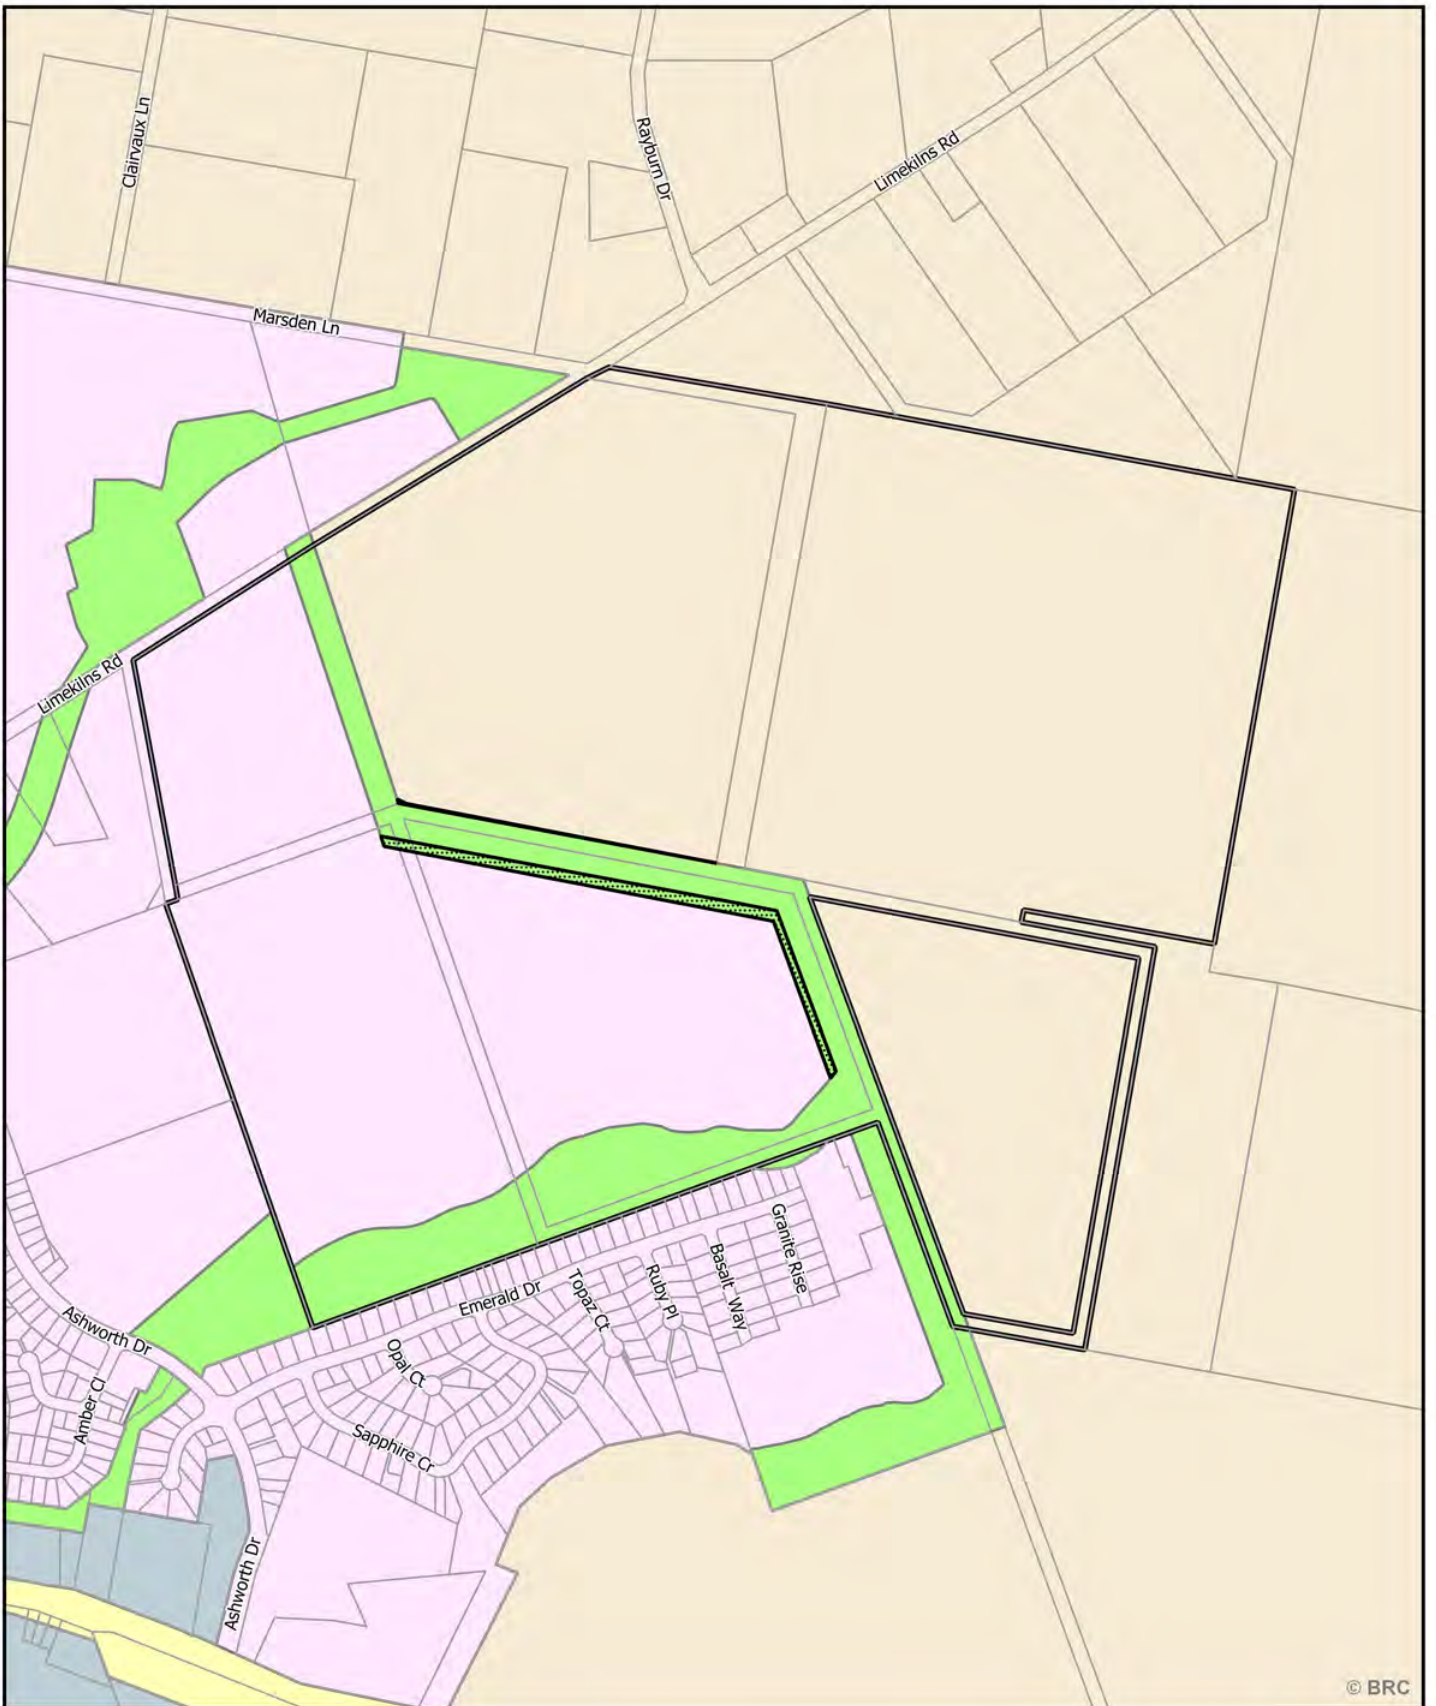 Clairvaux Ln
Rayburn Dr
Limekilns Rd
Marsden Ln
Limekilns Rd
Granite Rise
Basalt Way
Ruby Pl
Topaz Ct
Emerald Dr
Ashworth Dr
Opal Ct
Amber Cl
Sapphire Cr
Ashworth Dr
© BRC